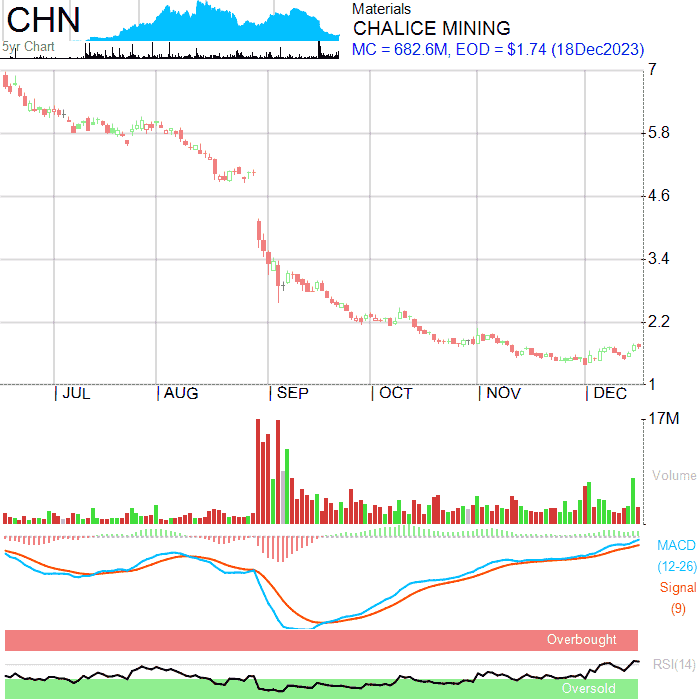 CHN
5yr Chart
Materials
CHALICE MINING
MC = 682.6M, EOD = $1.74 (18Dec2023)
7
5.8
4.6
3.4
2.2
1
JUL
AUG
SEP
OCT
NOV
DEC
17M
Volume
MACD
(12-26)
Signal
(9)
Overbought
RSI(14)
Oversold